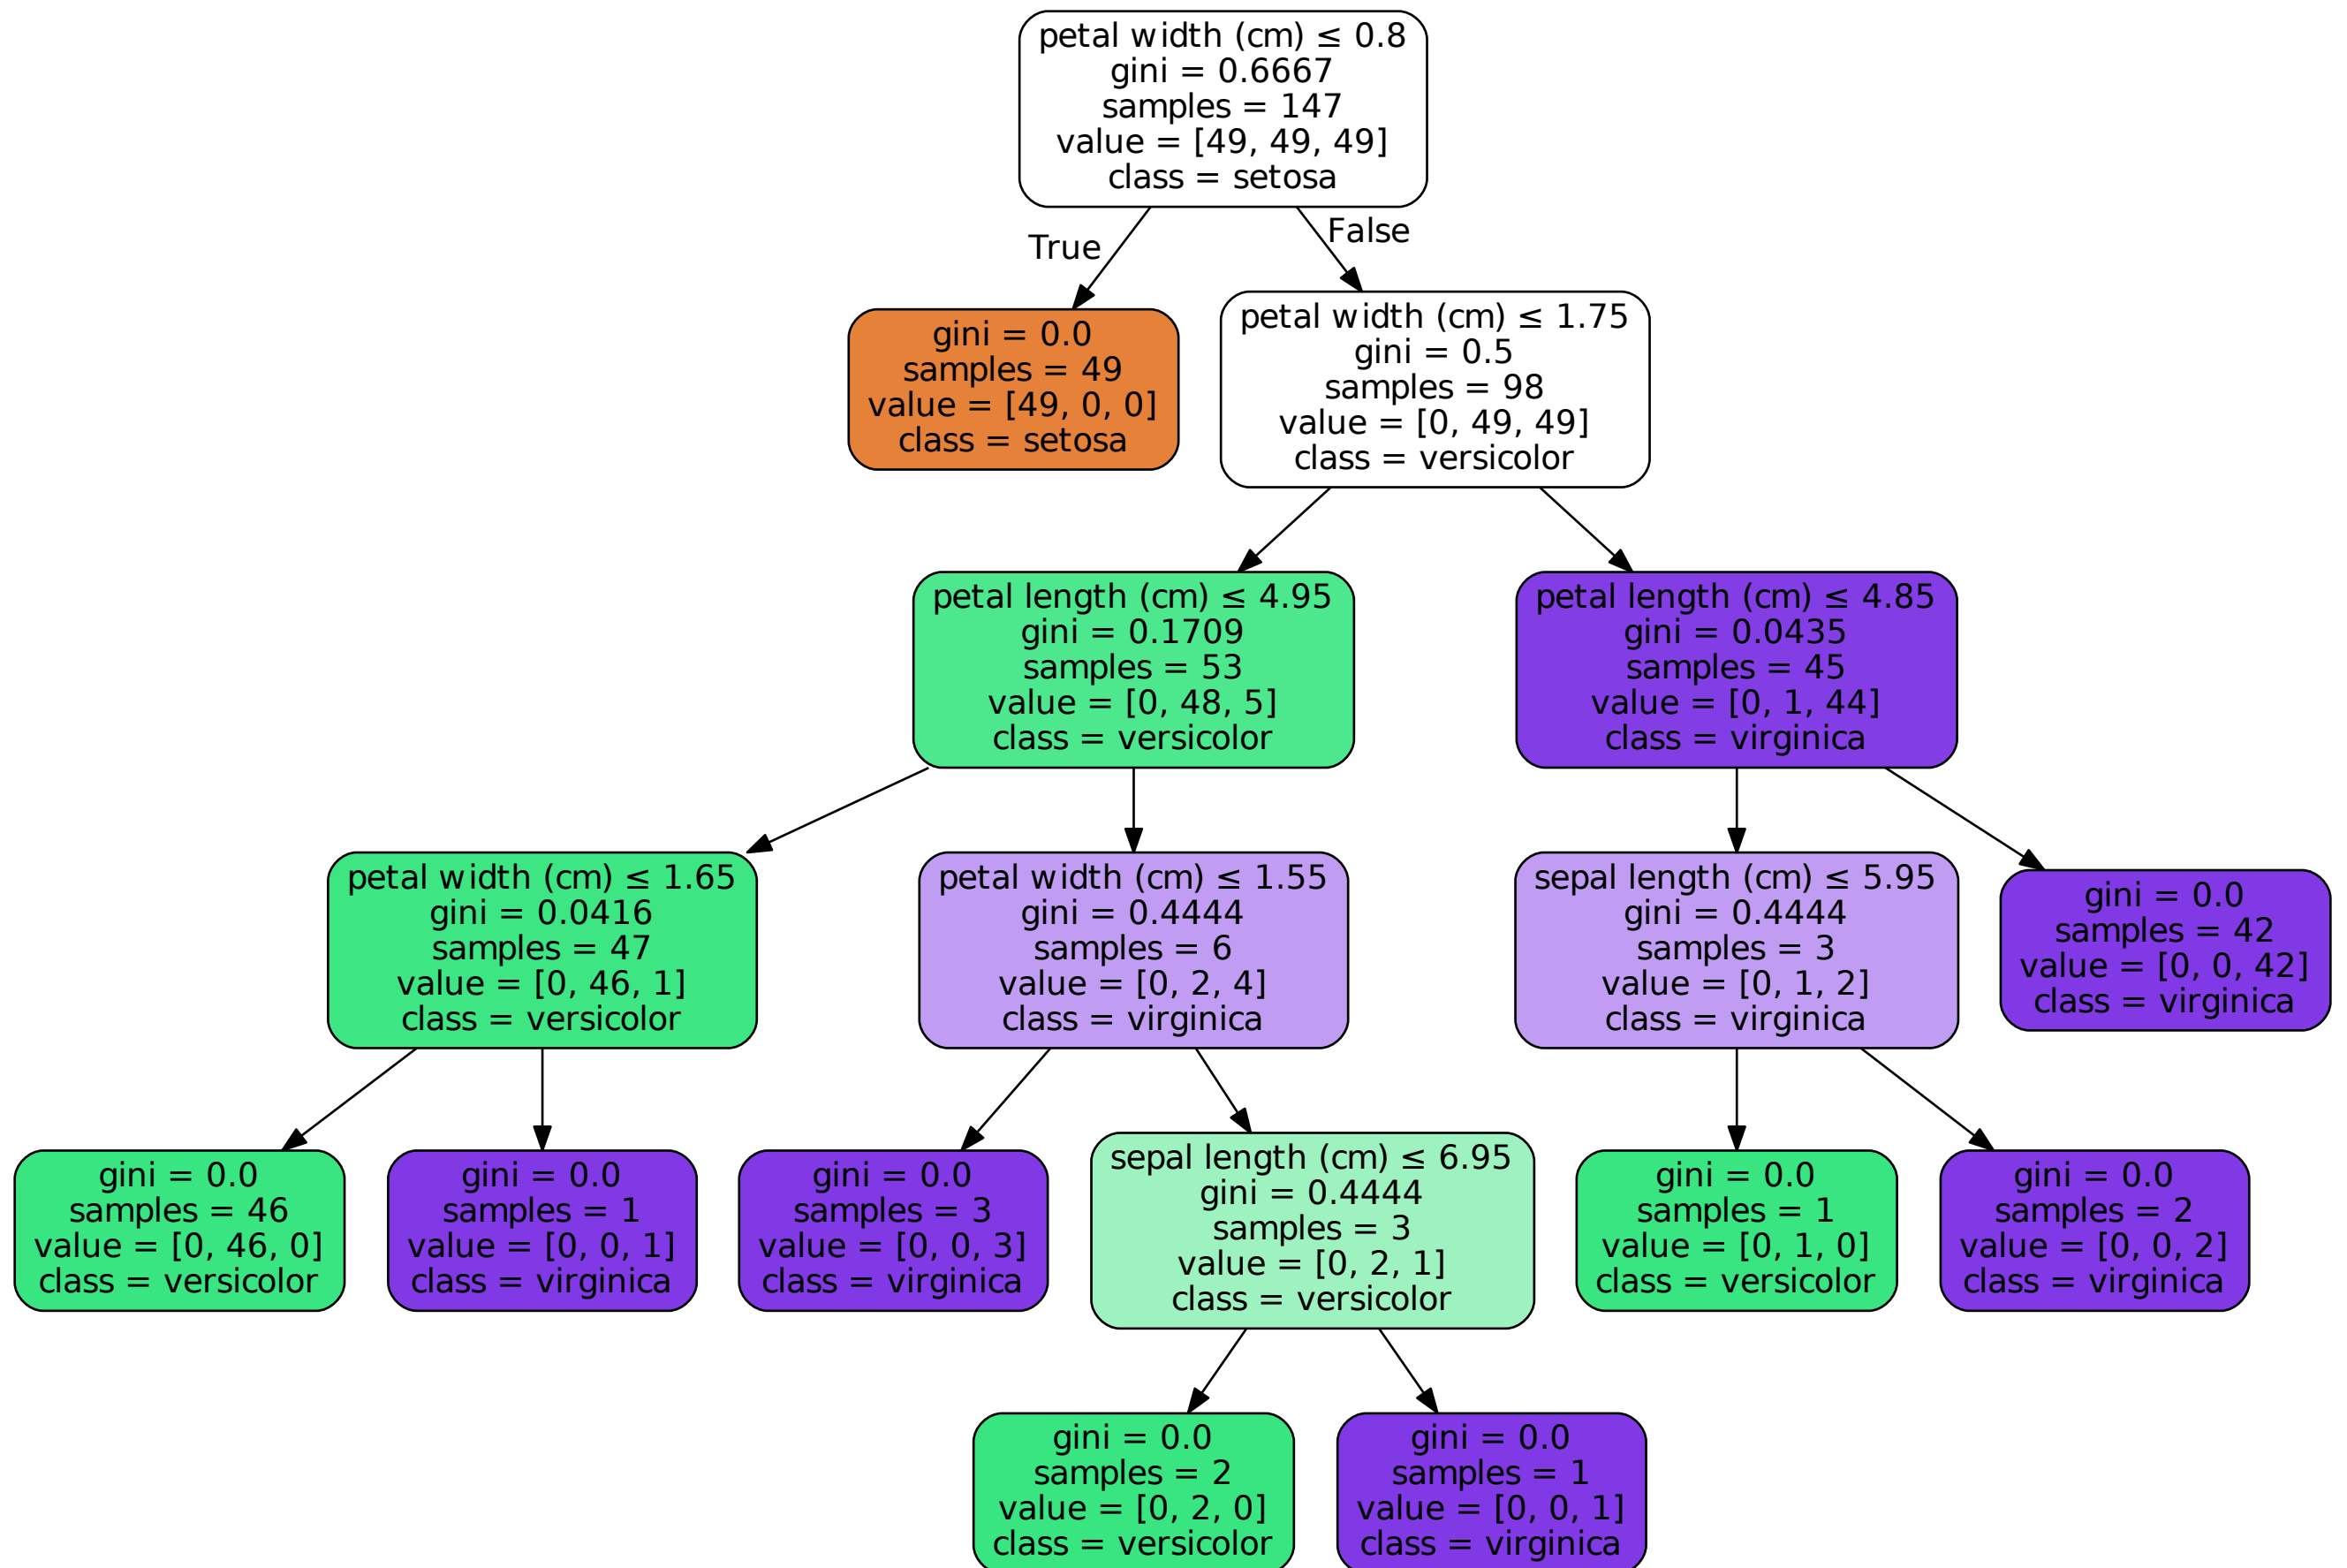 petal width (cm) ≤ 0.8
gini = 0.6667
samples = 147
value = [49, 49, 49]
class = setosa
True
False
gini = 0.0
samples = 49
value = [49, 0, 0]
class = setosa
petal width (cm) ≤ 1.75
gini = 0.5
samples = 98
value = [0, 49, 49]
class = versicolor
petal length (cm) ≤ 4.95
gini = 0.1709
samples = 53
value = [0, 48, 5]
class = versicolor
petal length (cm) ≤ 4.85
gini = 0.0435
samples = 45
value = [0, 1, 44]
class = virginica
petal width (cm) ≤ 1.65
gini = 0.0416
samples = 47
value = [0, 46, 1]
class = versicolor
petal width (cm) ≤ 1.55
gini = 0.4444
samples = 6
value = [0, 2, 4]
class = virginica
sepal length (cm) ≤ 5.95
gini = 0.4444
samples = 3
value = [0, 1, 2]
class = virginica
gini = 0.0
samples = 42
value = [0, 0, 42]
class = virginica
gini = 0.0
samples = 46
value = [0, 46, 0]
class = versicolor
gini = 0.0
samples = 1
value = [0, 0, 1]
class = virginica
gini = 0.0
samples = 3
value = [0, 0, 3]
class = virginica
sepal length (cm) ≤ 6.95
gini = 0.4444
samples = 3
value = [0, 2, 1]
class = versicolor
gini = 0.0
samples = 1
value = [0, 1, 0]
class = versicolor
gini = 0.0
samples = 2
value = [0, 0, 2]
class = virginica
gini = 0.0
samples = 2
value = [0, 2, 0]
class = versicolor
gini = 0.0
samples = 1
value = [0, 0, 1]
class = virginica